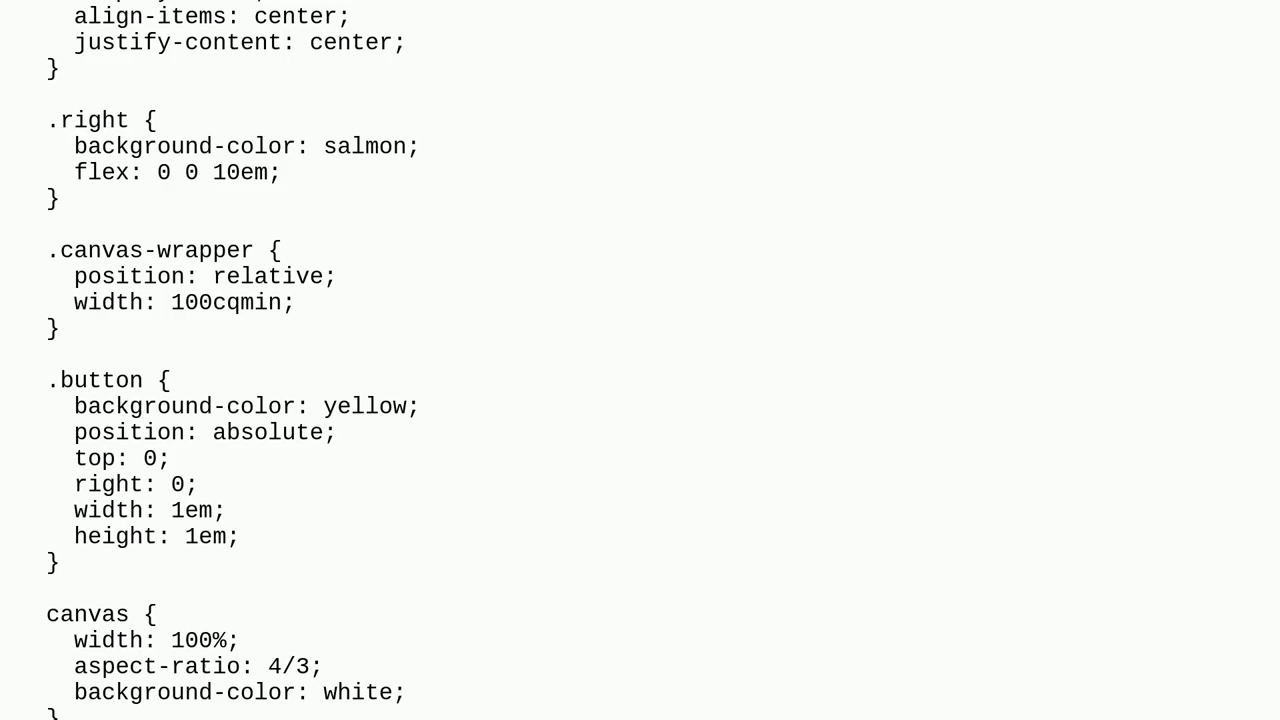 align-items: center;
justify-content: center;
}
.right {
background-color: salmon;
flex: 0 0 10em;
}
.canvas-wrapper {
position: relative;
width: 100cqmin;
}
.button {
background-color: yellow;
position: absolute;
top: 0;
right: 0;
width: 1em;
height: 1em;
}
canvas {
width: 100%;
aspect-ratio: 4/3;
background-color: white;
}